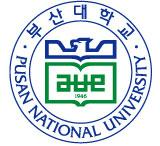 부산대학교
PUSAN NATIONAL UNIVERSITY
1946